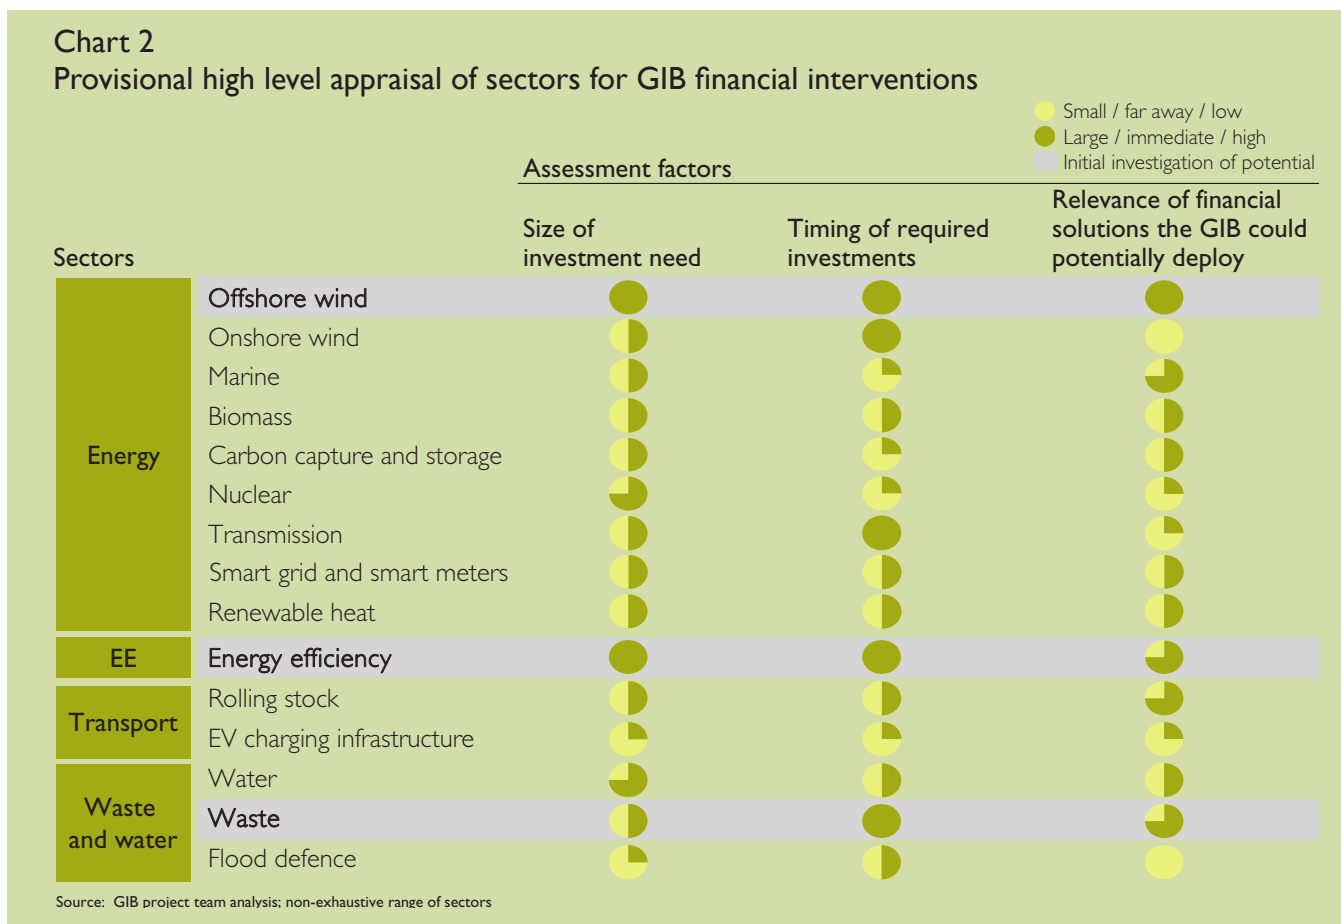 Chart 2
Provisional high level appraisal of sectors for GIB financial interventions
Small / far away / low
Large / immediate / high
Initial investigation of potential
Assessment factors
Sectors
Size of
investment need
Timing of required
investments
Relevance of financial
solutions the GIB could
potentially deploy
Energy
Offshore wind
Onshore wind
Marine
Biomass
Carbon capture and storage
Nuclear
Transmission
Smart grid and smart meters
Renewable heat
EE
Energy efficiency
Transport
Rolling stock
EV charging infrastructure
Waste
and water
Water
Waste
Flood defence
Source: GIB project team analysis; non-exhaustive range of sectors